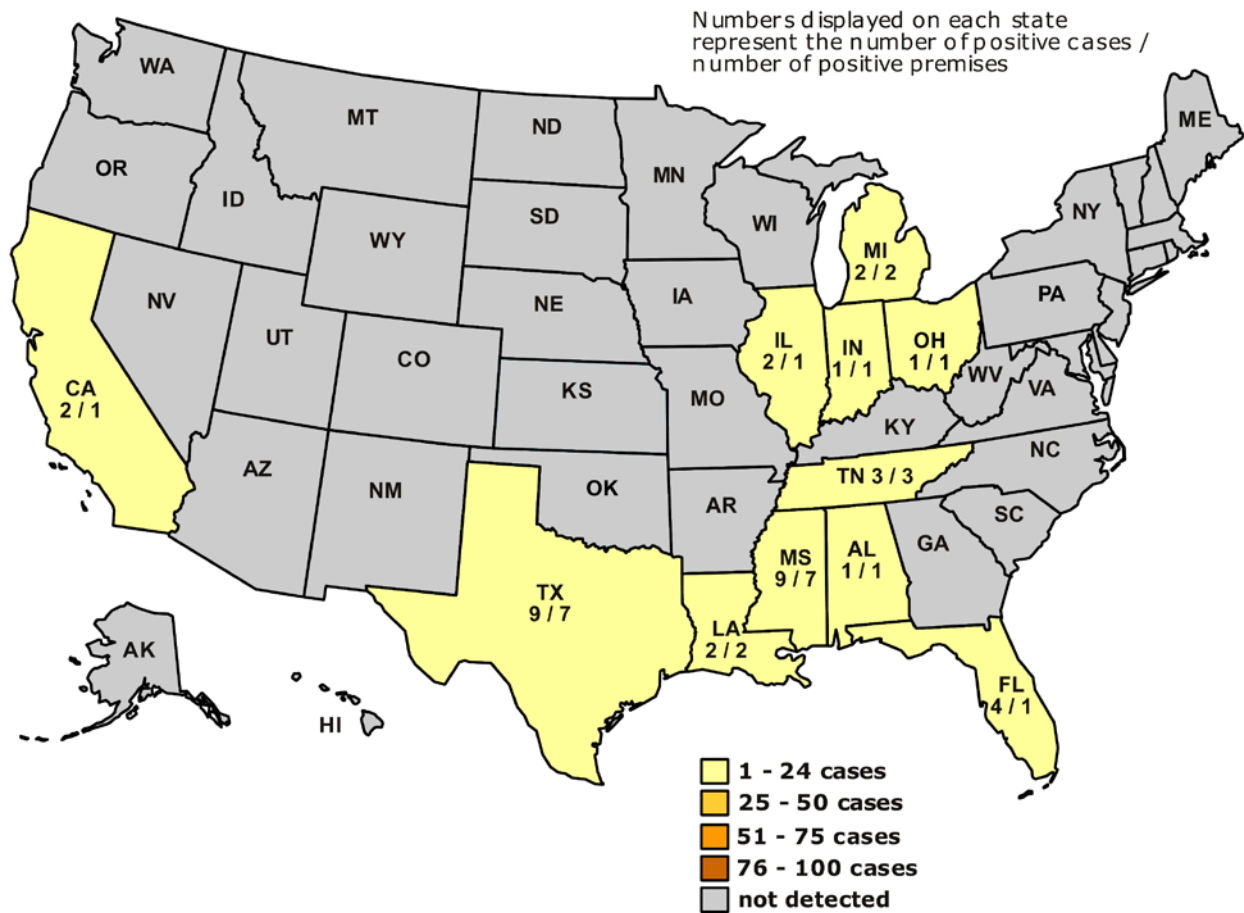 Numbers displayed on each state
represent the number of positive cases /
number of positive premises
WA
MT
ND
MN
ME
OR
ID
SD
WI
NY
WY
MI
2 / 2
IA
PA
NV
NE
IL
2 / 1
IN
1 / 1
OH
1 / 1
UT
CO
CA
2 / 1
KS
MO
WV
VA
KY
NC
AZ
NM
OK
TN 3 / 3
AR
SC
MS
9 / 7
AL
1 / 1
GA
TX
9 / 7
LA
2 / 2
AK
FL
4 / 1
HI
1 - 24 cases
25 - 50 cases
51 - 75 cases
76 - 100 cases
not detected